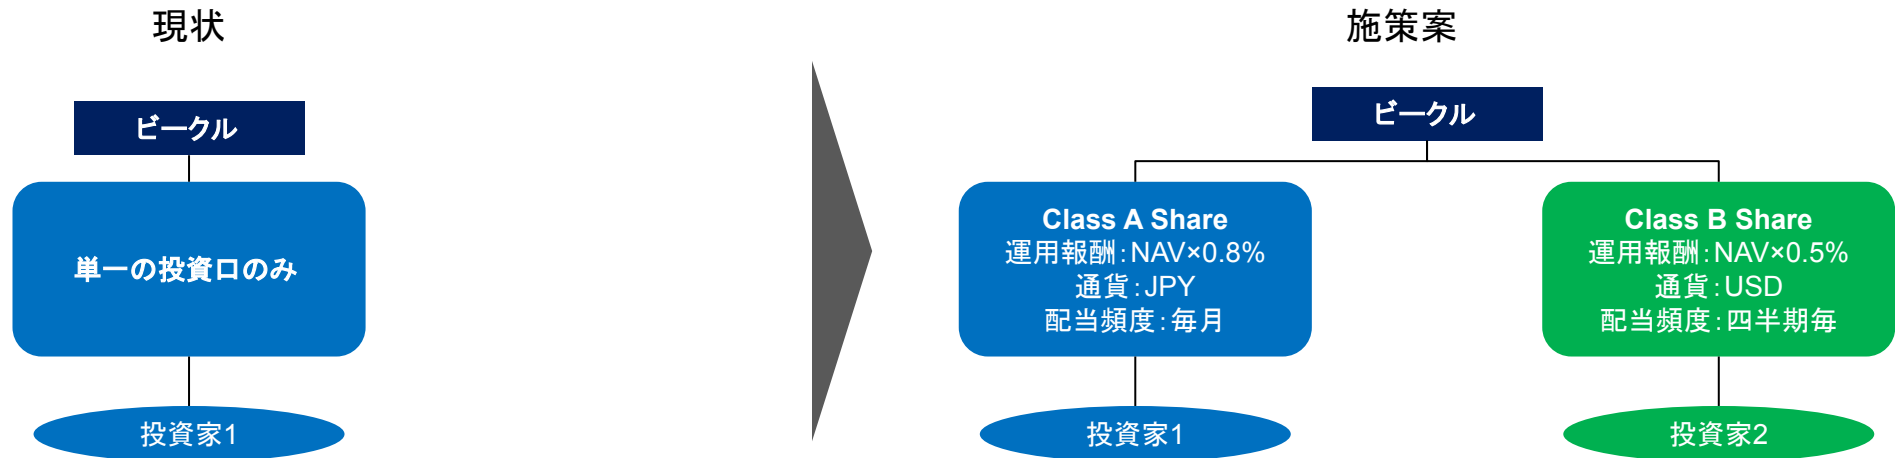 現状
ビークル
単一の投資口のみ
投資家1
施策案
ビークル
Class A Share
運用報酬：NAV×0.8%
通貨：JPY
配当頻度：毎月
投資家1
Class B Share
運用報酬：NAV×0.5%
通貨：USD
配当頻度：四半期毎
投資家2